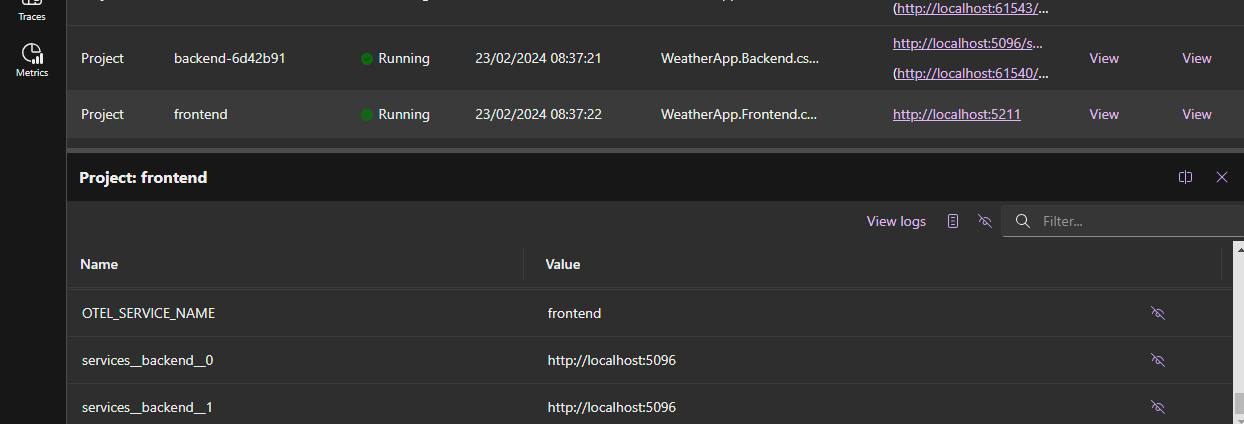 Traces
Metrics
(http://localhost:61543/...
Project backend-6d42b91 Running 23/02/2024 08:37:21 WeatherApp.Backend.cs... http://localhost:5096/s... View View
(http://localhost:61540/...
Project frontend Running 23/02/2024 08:37:22 WeatherApp.Frontend.c... http://localhost:5211 View View
Project: frontend
View logs Filter...
Name Value
OTEL_SERVICE_NAME frontend
services__backend__0 http://localhost:5096
services__backend__1 http://localhost:5096